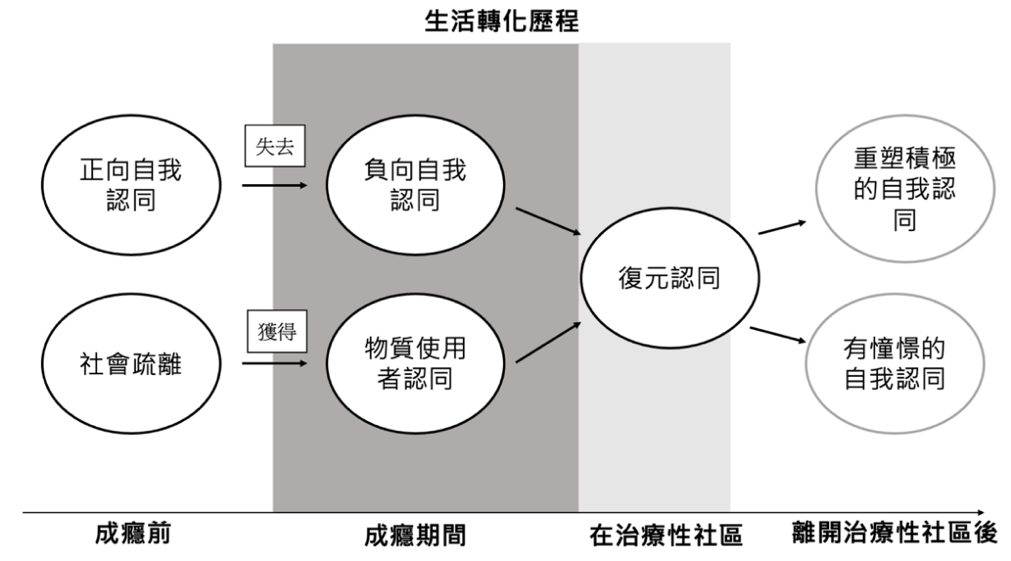 生活轉化歷程
正向自我
認同
失去
負向自我
認同
重塑積極
的自我認
同
復元認同
社會疏離
獲得
物質使用
者認同
有憧憬的
自我認同
成癮前
成癮期間
在治療性社區
離開治療性社區後